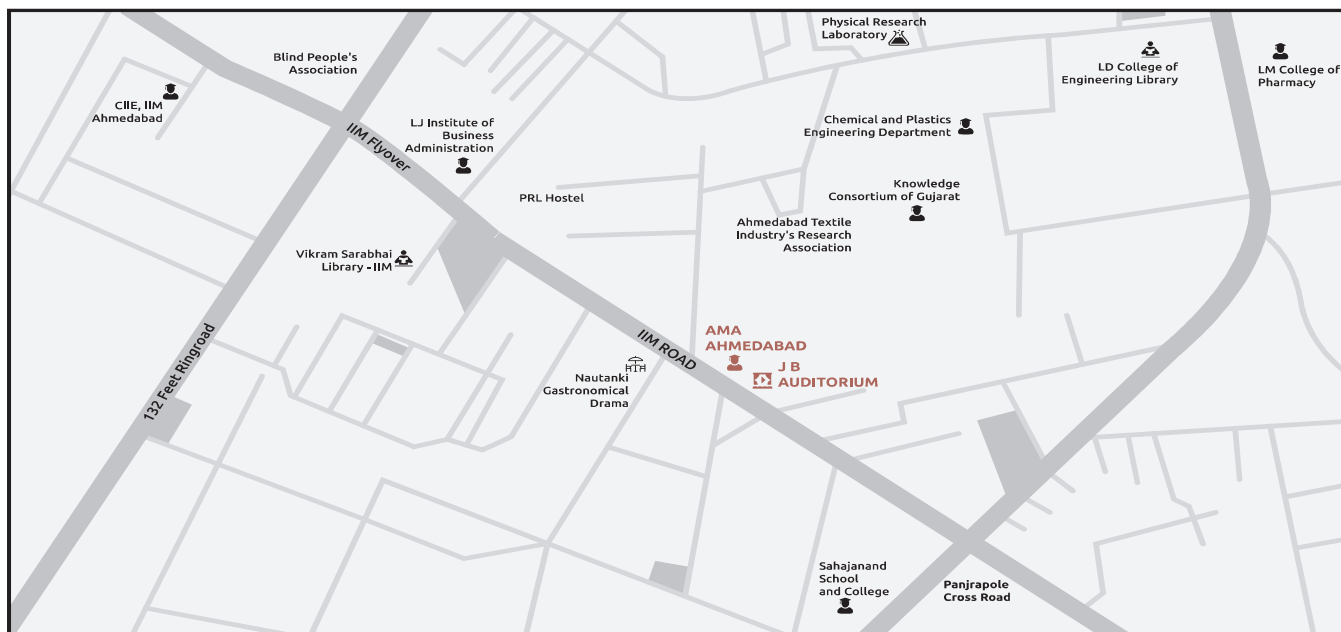 Physical Research
Laboratory
Blind People's
Association
LD College of
Engineering Library
LM College of
Pharmacy
CIIE, IIM
Ahmedabad
IIM Flyover
LJ Institute of
Business
Administration
Chemical and Plastics
Engineering Department
PRL Hostel
Knowledge
Consortium of Gujarat
Ahmedabad Textile
Industry's Research
Association
Vikram Sarabhai
Library - IIM
132 Feet Ringroad
IIM ROAD
AMA
AHMEDABAD
J B
AUDITORIUM
Nautanki
Gastronomical
Drama
Sahajanand
School
and College
Panjrapole
Cross Road